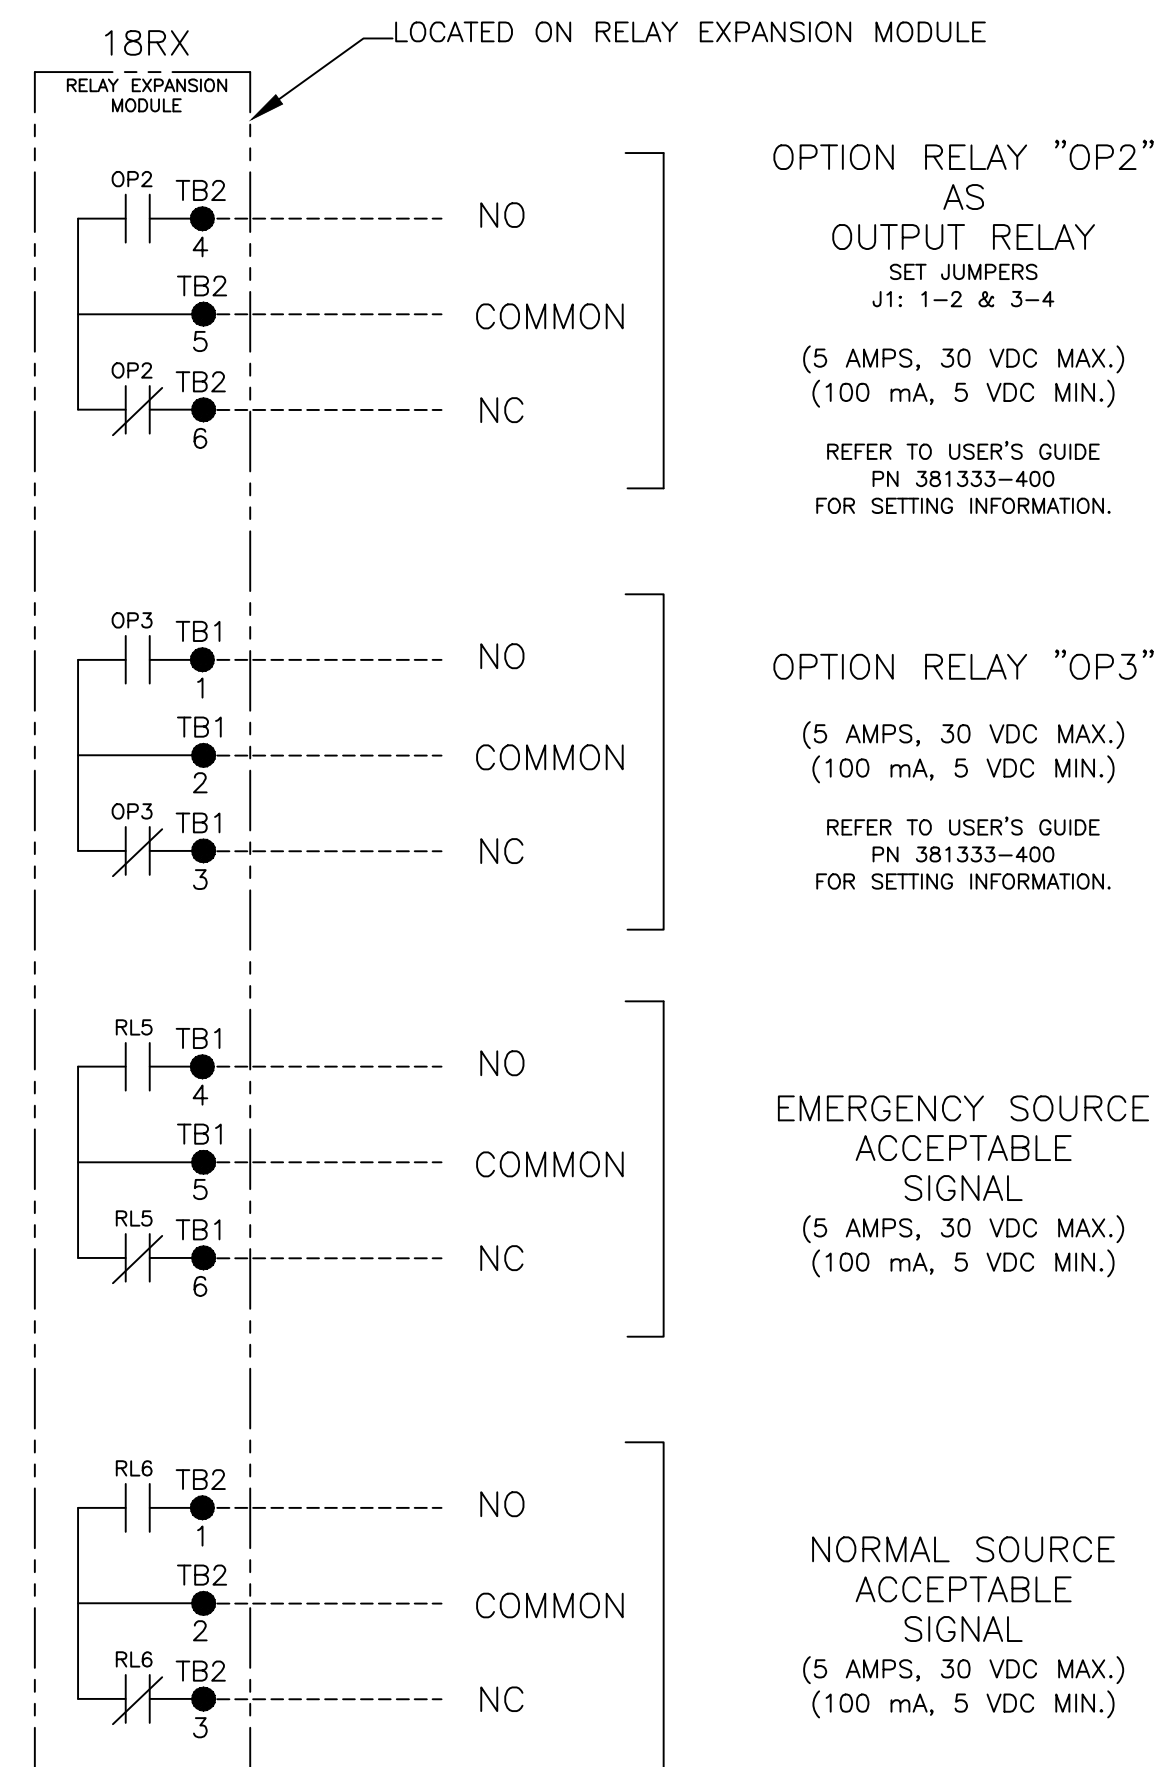 18RX
LOCATED ON RELAY EXPANSION MODULE
RELAY EXPANSION
MODULE
OP2
TB2
4
NO
TB2
5
COMMON
OP2
TB2
6
NC
OPTION RELAY "OP2"
AS
OUTPUT RELAY
SET JUMPERS
J1: 1-2 & 3-4
(5 AMPS, 30 VDC MAX.)
(100 mA, 5 VDC MIN.)
REFER TO USER'S GUIDE
PN 381333-400
FOR SETTING INFORMATION.
OP3
TB1
1
NO
TB1
2
COMMON
OP3
TB1
3
NC
OPTION RELAY "OP3"
(5 AMPS, 30 VDC MAX.)
(100 mA, 5 VDC MIN.)
REFER TO USER'S GUIDE
PN 381333-400
FOR SETTING INFORMATION.
RL5
TB1
4
NO
TB1
5
COMMON
RL5
TB1
6
NC
EMERGENCY SOURCE
ACCEPTABLE
SIGNAL
(5 AMPS, 30 VDC MAX.)
(100 mA, 5 VDC MIN.)
RL6
TB2
1
NO
TB2
2
COMMON
RL6
TB2
3
NC
NORMAL SOURCE
ACCEPTABLE
SIGNAL
(5 AMPS, 30 VDC MAX.)
(100 mA, 5 VDC MIN.)